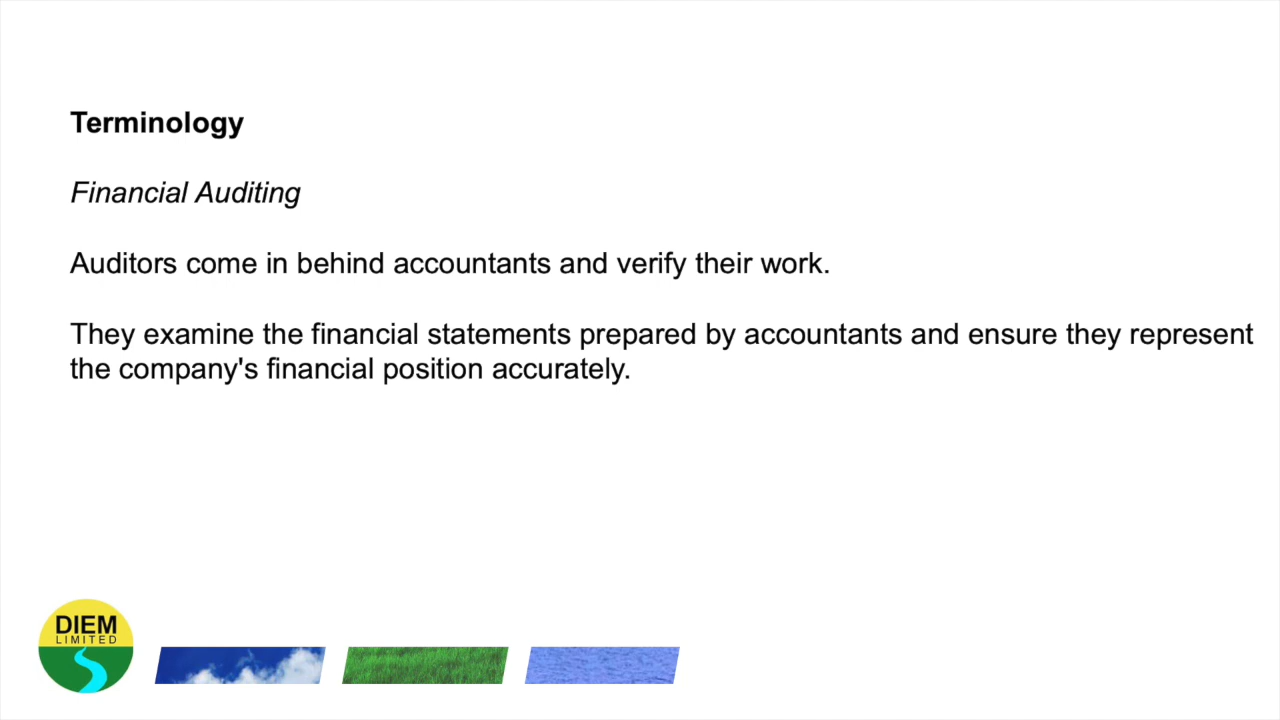 Terminology
Financial Auditing
Auditors come in behind accountants and verify their work.
They examine the financial statements prepared by accountants and ensure they represent
the company's financial position accurately.
DIEM
LIMITED